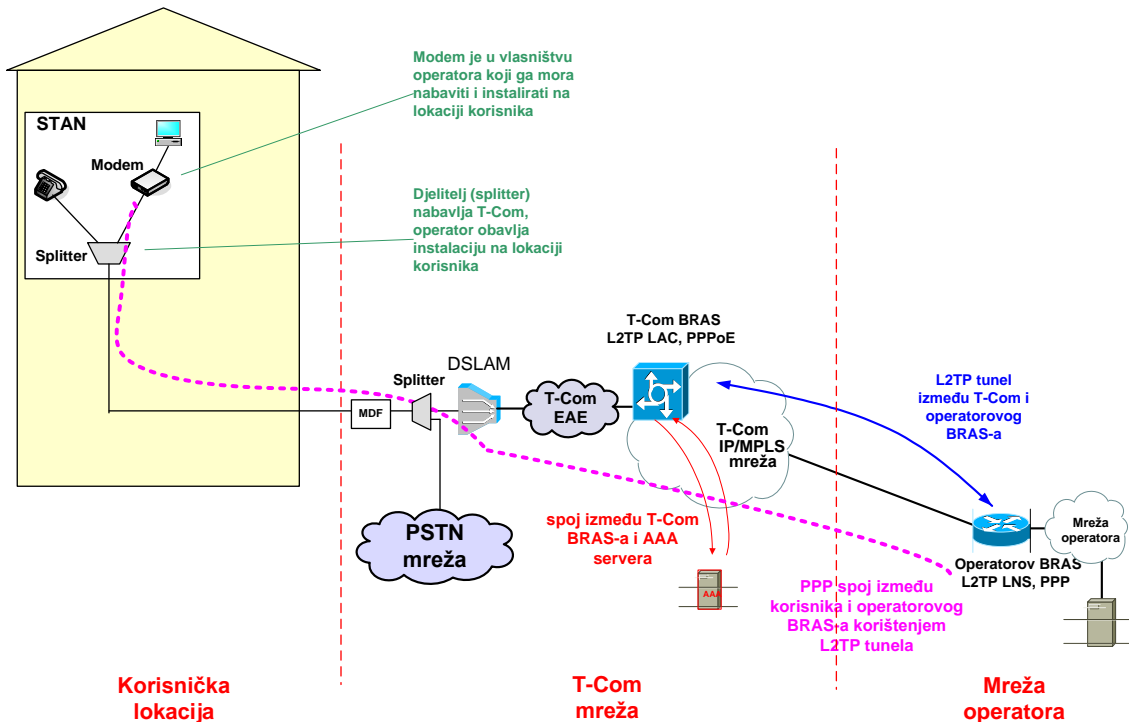 Modem je u vlasništvu
operatora koji ga mora
nabaviti i instalirati na
lokaciji korisnika
STAN
Modem
Djelitelj (splitter)
nabavlja T-Com,
operator obavlja
instalaciju na lokaciji
korisnika
Splitter
T-Com BRAS
L2TP LAC, PPPoE
DSLAM
Splitter
MDF
T-Com
EAE
T-Com
IP/MPLS
mreža
L2TP tunel
između T-Com i
operatorovog
BRAS-a
PSTN
mreža
spoj između T-Com
BRAS-a i AAA
servera
AAA
Mreža
operatora
Operatorov BRAS
L2TP LNS, PPP
PPP spoj između
korisnika i operatorovog
BRAS-a korištenjem
L2TP tunela
Korisnička
lokacija
T-Com
mreža
Mreža
operatora